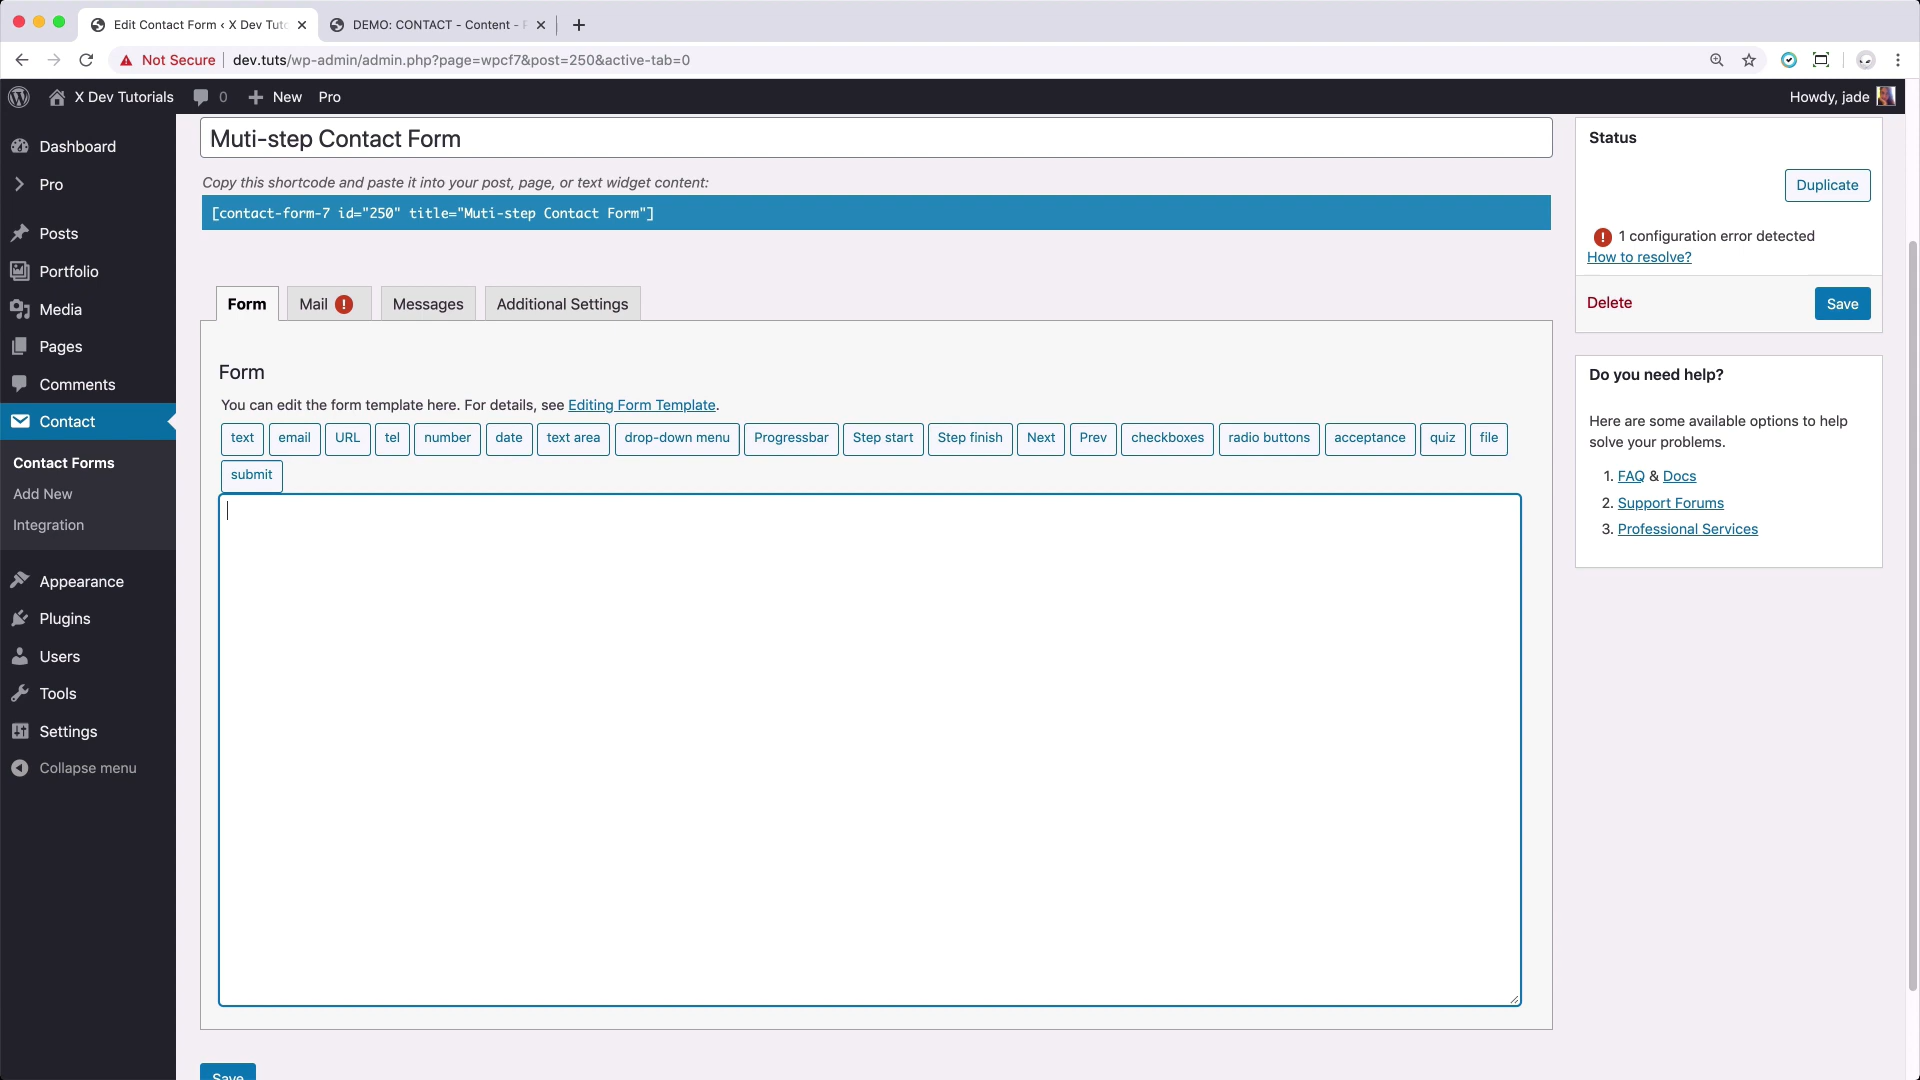 Edit Contact Form ‹ X Dev Tuto
DEMO: CONTACT - Content -
Not Secure
dev.tuts/wp-admin/admin.php?page=wpcf7&post=250&active-tab=0
X Dev Tutorials 0 New Pro Howdy, jade
Dashboard
Pro
Posts
Portfolio
Media
Pages
Comments
Contact
Contact Forms
Add New
Integration
Appearance
Plugins
Users
Tools
Settings
Collapse menu
Muti-step Contact Form
Copy this shortcode and paste it into your post, page, or text widget content:
[contact-form-7 id="250" title="Muti-step Contact Form"]
Form Mail ! Messages Additional Settings
Form
You can edit the form template here. For details, see Editing Form Template.
text email URL tel number date text area drop-down menu Progressbar Step start Step finish Next Prev checkboxes radio buttons acceptance quiz file
submit
Save
Status
Duplicate
! 1 configuration error detected
How to resolve?
Delete Save
Do you need help?
Here are some available options to help
solve your problems.
1. FAQ & Docs
2. Support Forums
3. Professional Services